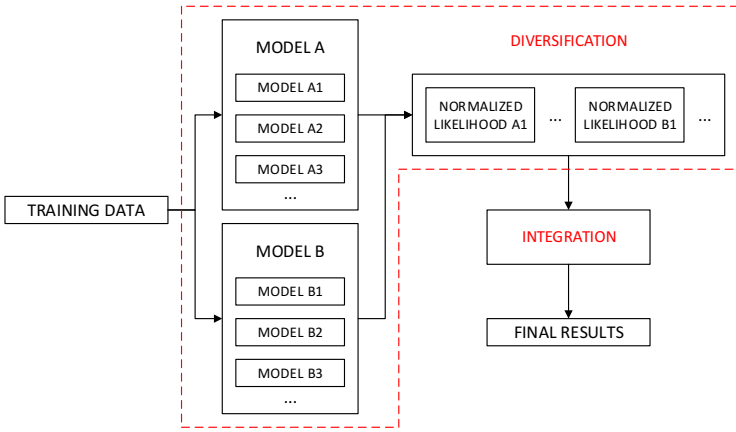 DIVERSIFICATION
MODEL A
MODEL A1
MODEL A2
MODEL A3
...
NORMALIZED
LIKELIHOOD A1
...
NORMALIZED
LIKELIHOOD B1
...
TRAINING DATA
MODEL B
MODEL B1
MODEL B2
MODEL B3
...
INTEGRATION
FINAL RESULTS